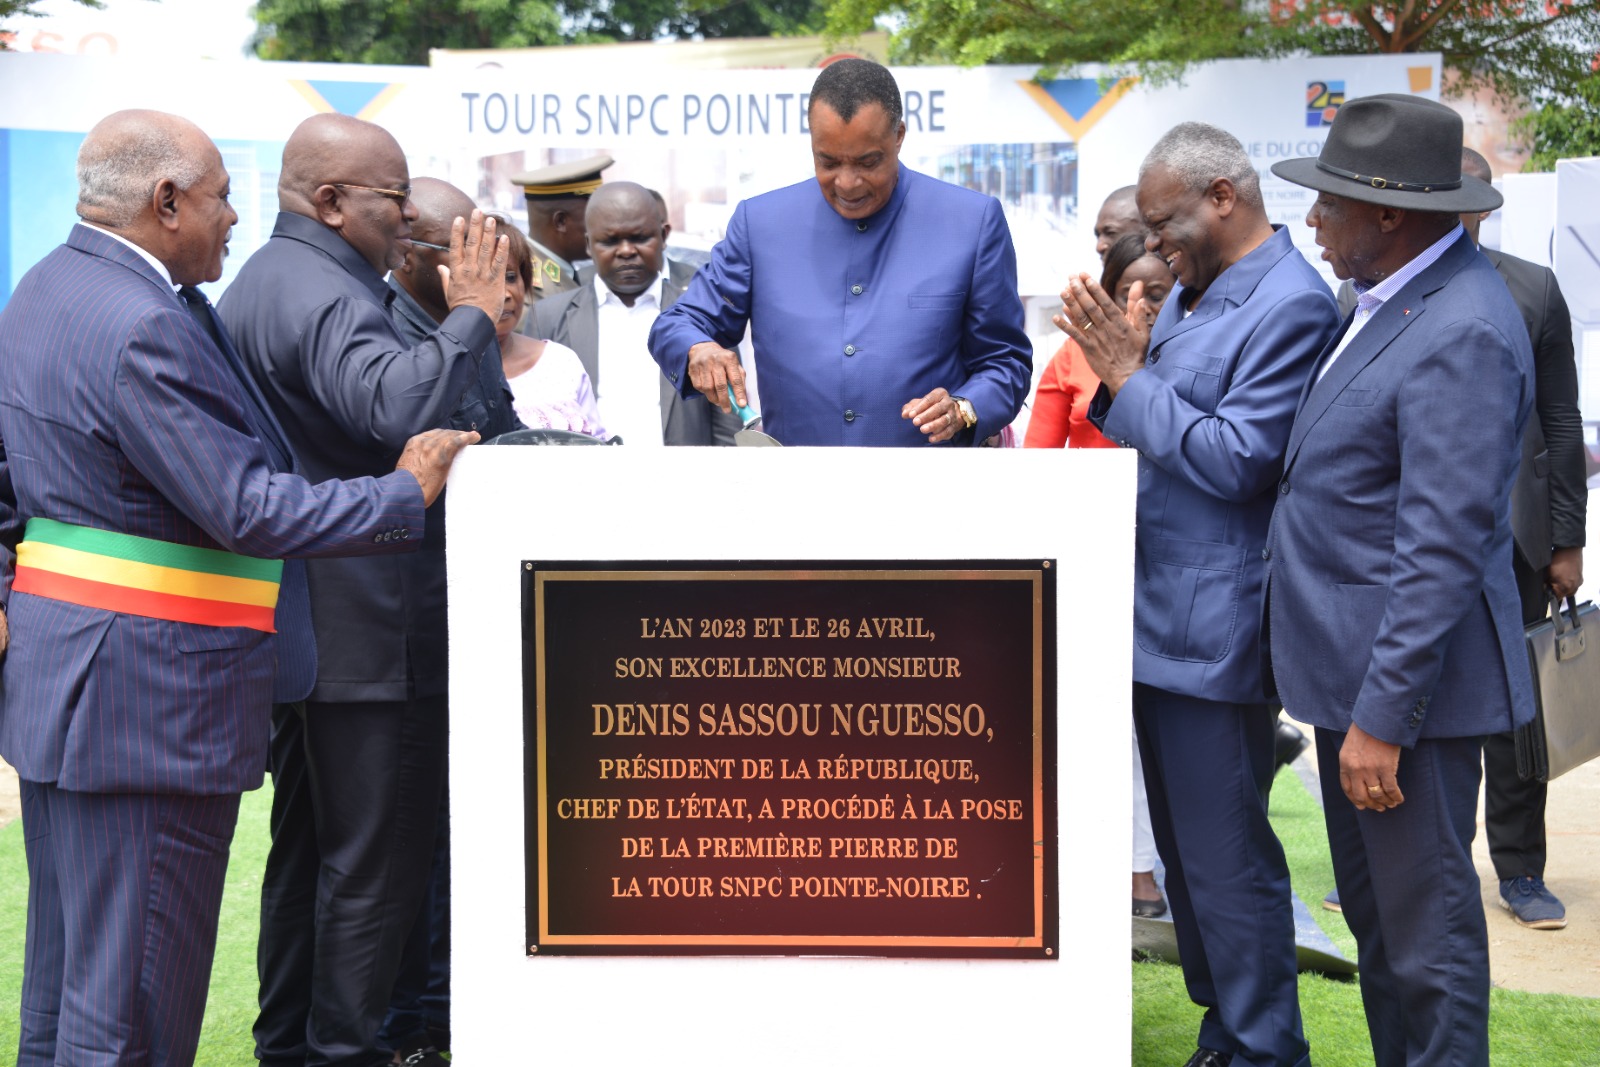 TOUR SNPC POINTE
25
L'AN 2023 ET LE 26 AVRIL,
SON EXCELLENCE MONSIEUR
DENIS SASSOU NGUESSO,
PRÉSIDENT DE LA RÉPUBLIQUE,
CHEF DE L'ÉTAT, A PROCÉDÉ À LA POSE
DE LA PREMIÈRE PIERRE DE
LA TOUR SNPC POINTE-NOIRE .